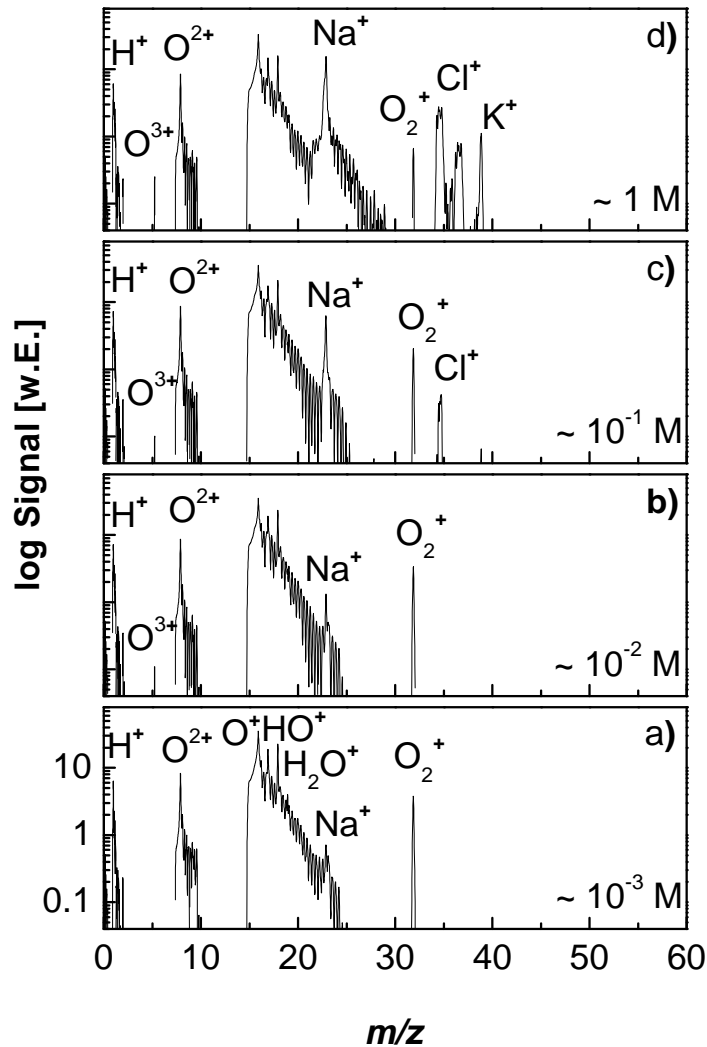 d)
H⁺ O²⁺ Na⁺ O₂⁺ Cl⁺ K⁺
O³⁺
~ 1 M
c)
H⁺ O²⁺ Na⁺ O₂⁺ Cl⁺
O³⁺
~ 10⁻¹ M
b)
H⁺ O²⁺ Na⁺ O₂⁺
O³⁺
~ 10⁻² M
a)
H⁺ O²⁺ O⁺ HO⁺ O₂⁺
H₂O⁺
Na⁺
~ 10⁻³ M
10
1
0.1
0 10 20 30 40 50 60
log Signal [w.E.]
m/z